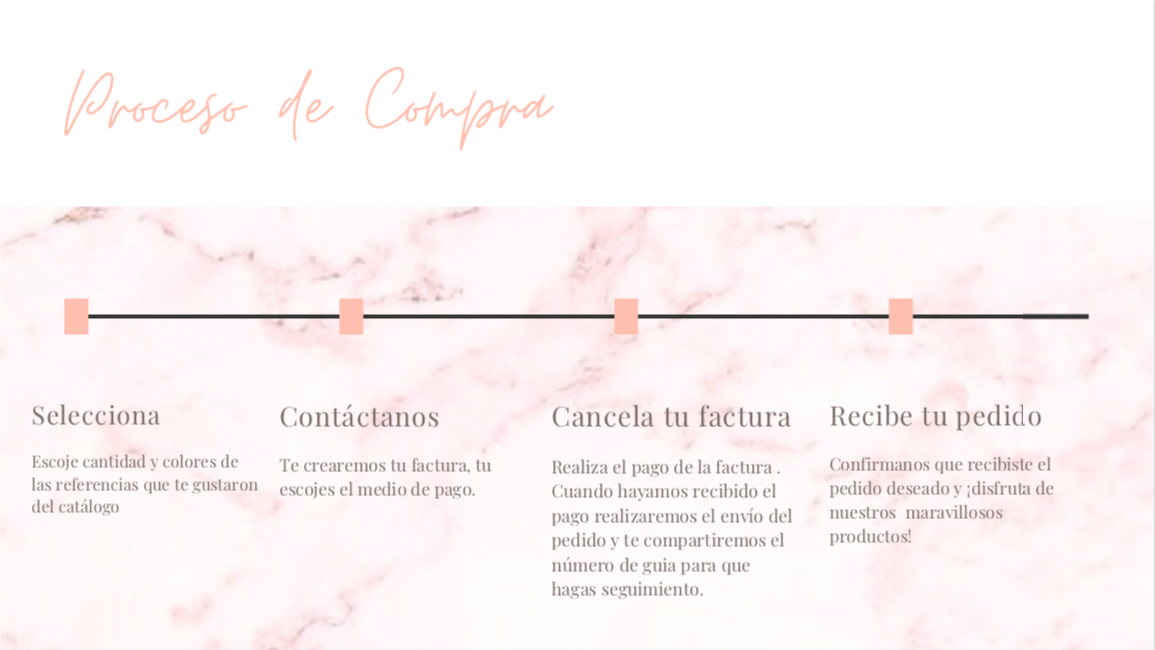 Proceso de Compra
Selecciona
Escoje cantidad y colores de
las referencias que te gustaron
del catálogo
Contáctanos
Te crearemos tu factura, tu
escojes el medio de pago.
Cancela tu factura
Realiza el pago de la factura .
Cuando hayamos recibido el
pago realizaremos el envío del
pedido y te compartiremos el
número de guia para que
hagas seguimiento.
Recibe tu pedido
Confirmanos que recibiste el
pedido deseado y ¡disfruta de
nuestros maravillosos
productos!